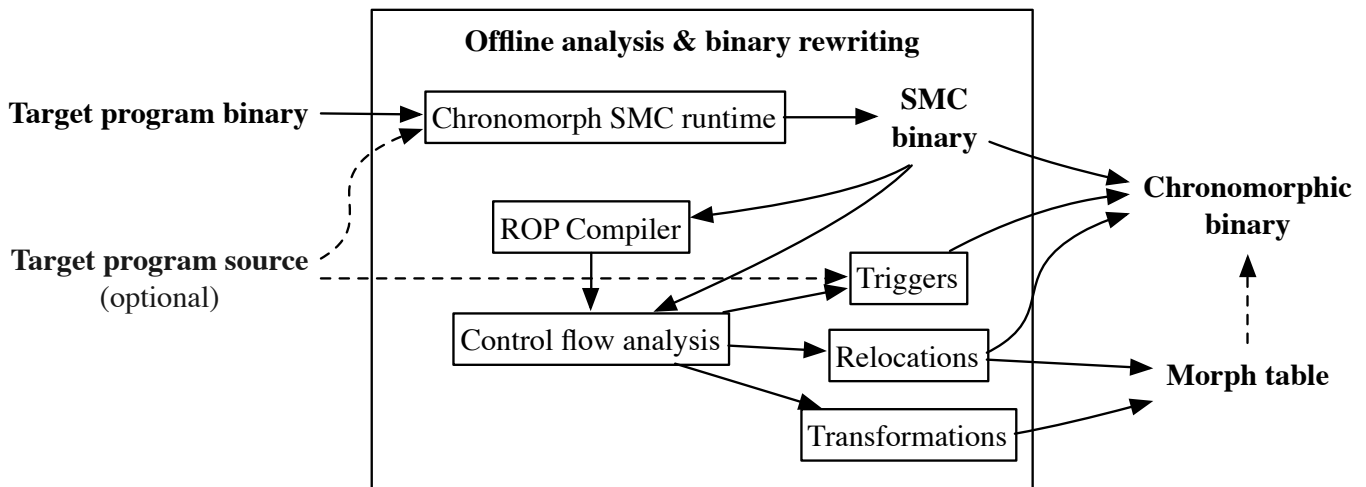 Offline analysis & binary rewriting
Target program binary
Chronomorph SMC runtime
SMC
binary
Chronomorphic
binary
ROP Compiler
Target program source
(optional)
Triggers
Control flow analysis
Relocations
Morph table
Transformations